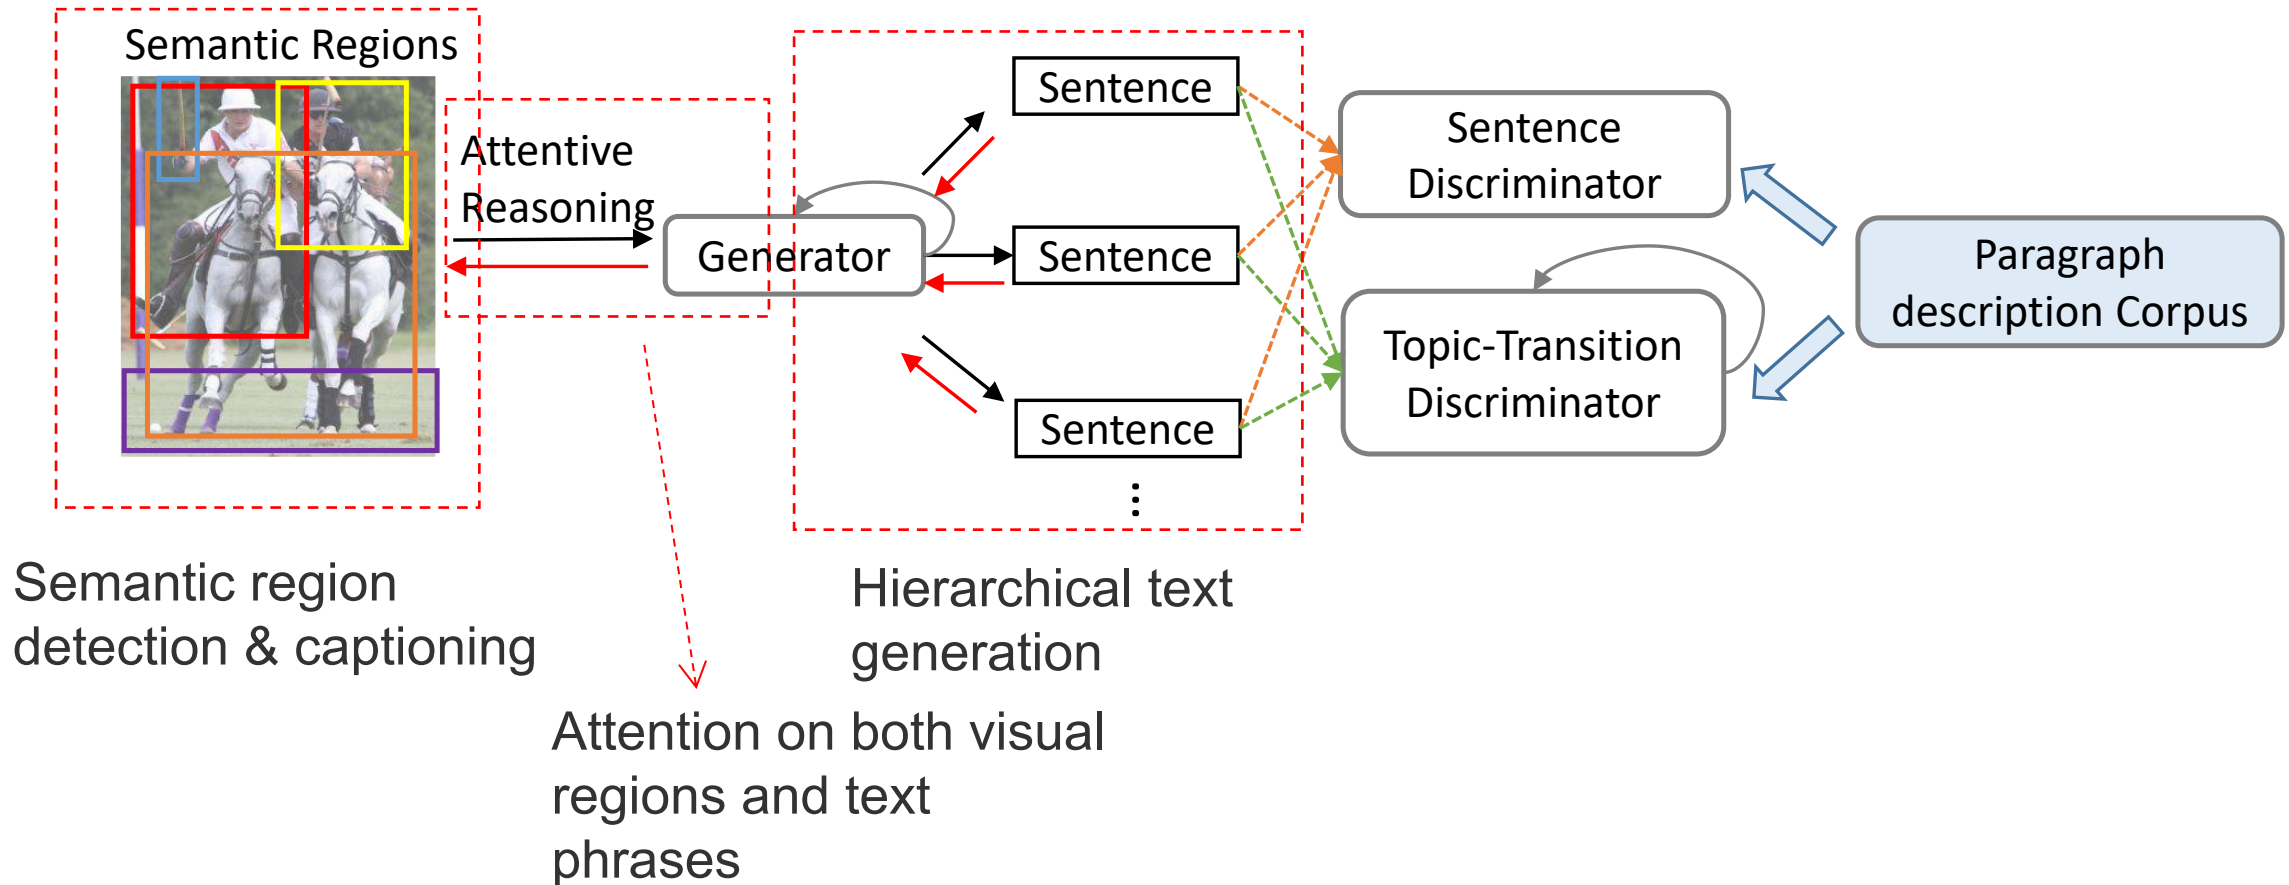 Semantic Regions
Attentive
Reasoning
Generator
Sentence
Sentence
Sentence
...
Sentence
Discriminator
Topic-Transition
Discriminator
Paragraph
description Corpus
Semantic region
detection & captioning
Hierarchical text
generation
Attention on both visual
regions and text
phrases